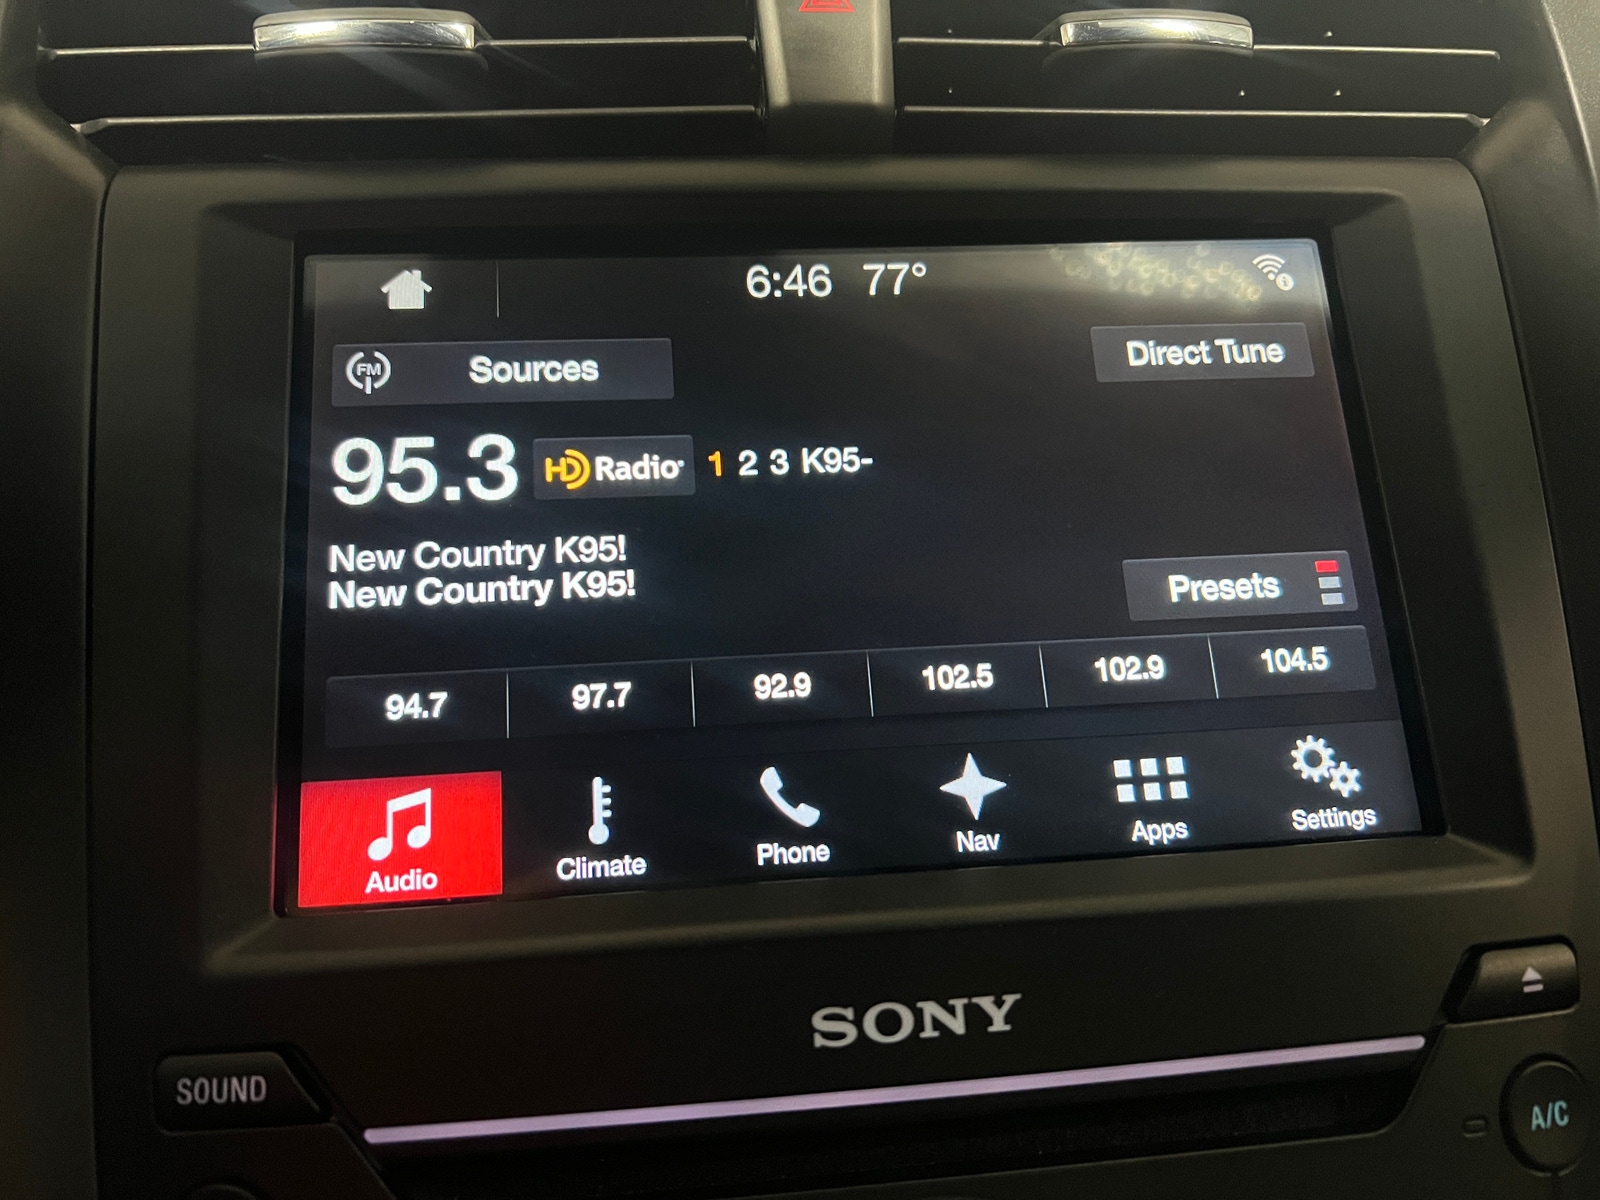 6:46 77°
FM Sources
Direct Tune
95.3 HD Radio® 1 2 3 K95-
New Country K95!
New Country K95!
Presets
94.7 97.7 92.9 102.5 102.9 104.5
Audio Climate Phone Nav Apps Settings
SONY
SOUND
A/C